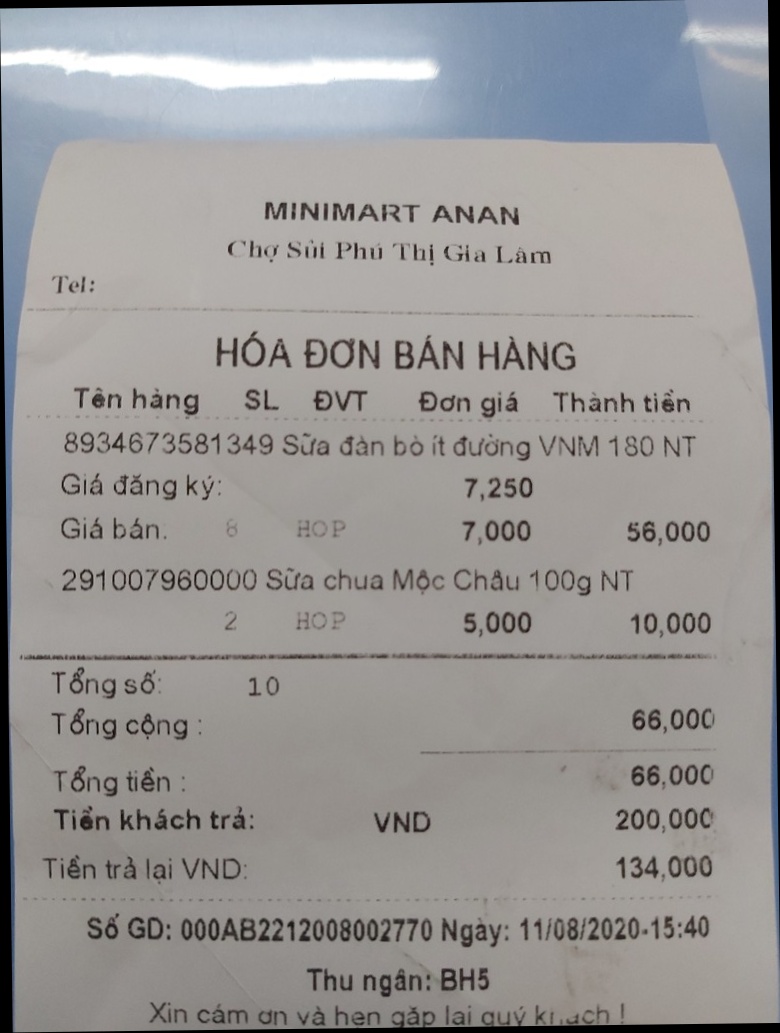 MINIMART ANAN
Chợ Sủi Phú Thị Gia Lâm
Tel:
HÓA ĐƠN BÁN HÀNG
Tên hàng SL ĐVT Đơn giá Thành tiền
8934673581349 Sữa đàn bò ít đường VNM 180 NT
Giá đăng ký: 7,250
Giá bán. 8 HOP 7,000 56,000
291007960000 Sữa chua Mộc Châu 100g NT
2 HOP 5,000 10,000
Tổng số: 10
Tổng cộng : 66,000
Tổng tiền : 66,000
Tiền khách trả: VND 200,000
Tiền trả lại VND: 134,000
Số GD: 000AB2212008002770 Ngày: 11/08/2020-15:40
Thu ngân: BH5
Xin cám ơn và hẹn gặp lại quý khách !